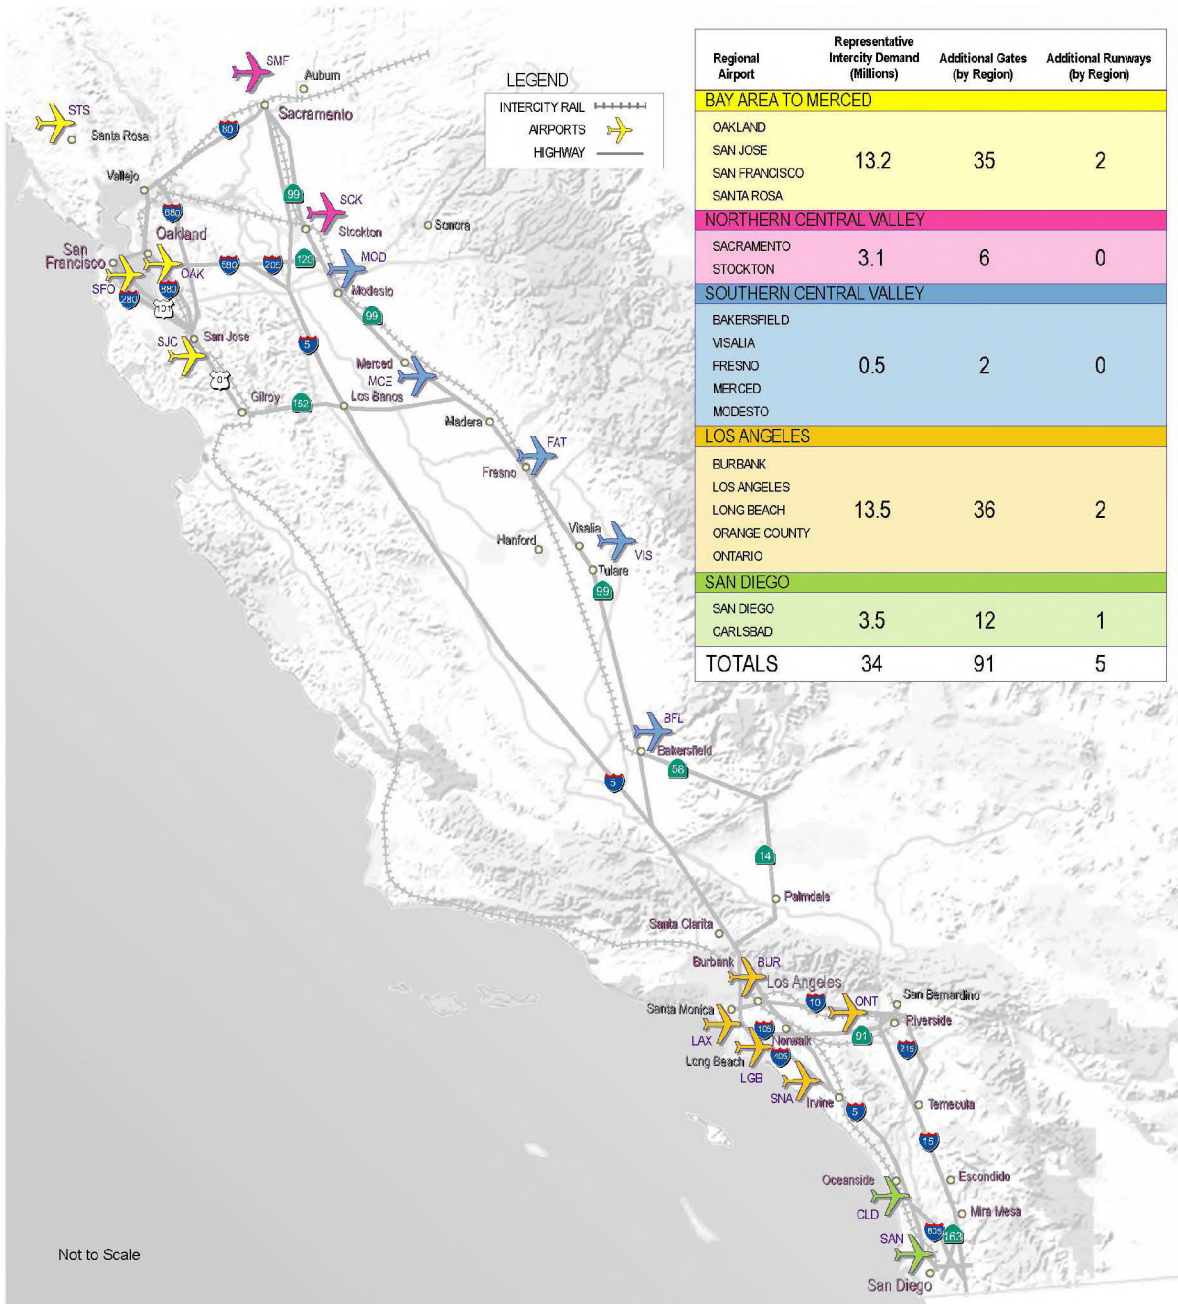 Regional Airport
Representative Intercity Demand (Millions)
Additional Gates (by Region)
Additional Runways (by Region)
BAY AREA TO MERCED
OAKLAND
SAN JOSE
SAN FRANCISCO
SANTA ROSA
13.2
35
2
NORTHERN CENTRAL VALLEY
SACRAMENTO
STOCKTON
3.1
6
0
SOUTHERN CENTRAL VALLEY
BAKERSFIELD
VISALIA
FRESNO
MERCED
MODESTO
0.5
2
0
LOS ANGELES
BURBANK
LOS ANGELES
LONG BEACH
ORANGE COUNTY
ONTARIO
13.5
36
2
SAN DIEGO
SAN DIEGO
CARLSBAD
3.5
12
1
TOTALS
34
91
5
LEGEND
INTERCITY RAIL
AIRPORTS
HIGHWAY
SMF
Auburn
STS
Sacramento
Santa Rosa
80
Vallejo
99
SCK
680
Stockton
Sonora
Oakland
San Francisco
OAK
580
205
120
MOD
SFO
280
880
101
Modesto
99
SJC
San Jose
5
Merced
MCE
Gilroy
152
Los Banos
Madera
FAT
Fresno
Visalia
Hanford
VIS
Tulare
99
BFL
Bakersfield
58
5
14
Palmdale
Santa Clarita
Burbank
BUR
Los Angeles
10
ONT
San Bernardino
Santa Monica
Riverside
LAX
105
Norwalk
91
215
Long Beach
405
LGB
SNA
Irvine
5
Temecula
15
Oceanside
Escondido
CLD
Mira Mesa
805
163
SAN
San Diego
Not to Scale